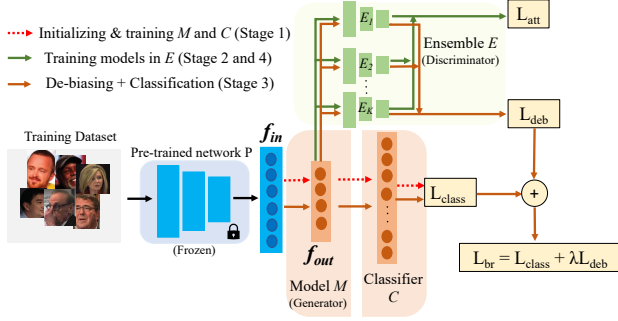 Initializing & training M and C (Stage 1)
Training models in E (Stage 2 and 4)
De-biasing + Classification (Stage 3)
E1
E2
EK
Ensemble E
(Discriminator)
Latt
Ldeb
Training Dataset
Pre-trained network P
(Frozen)
fin
fout
Model M
(Generator)
Classifier
C
Lclass
+
Lbr = Lclass + λLdeb